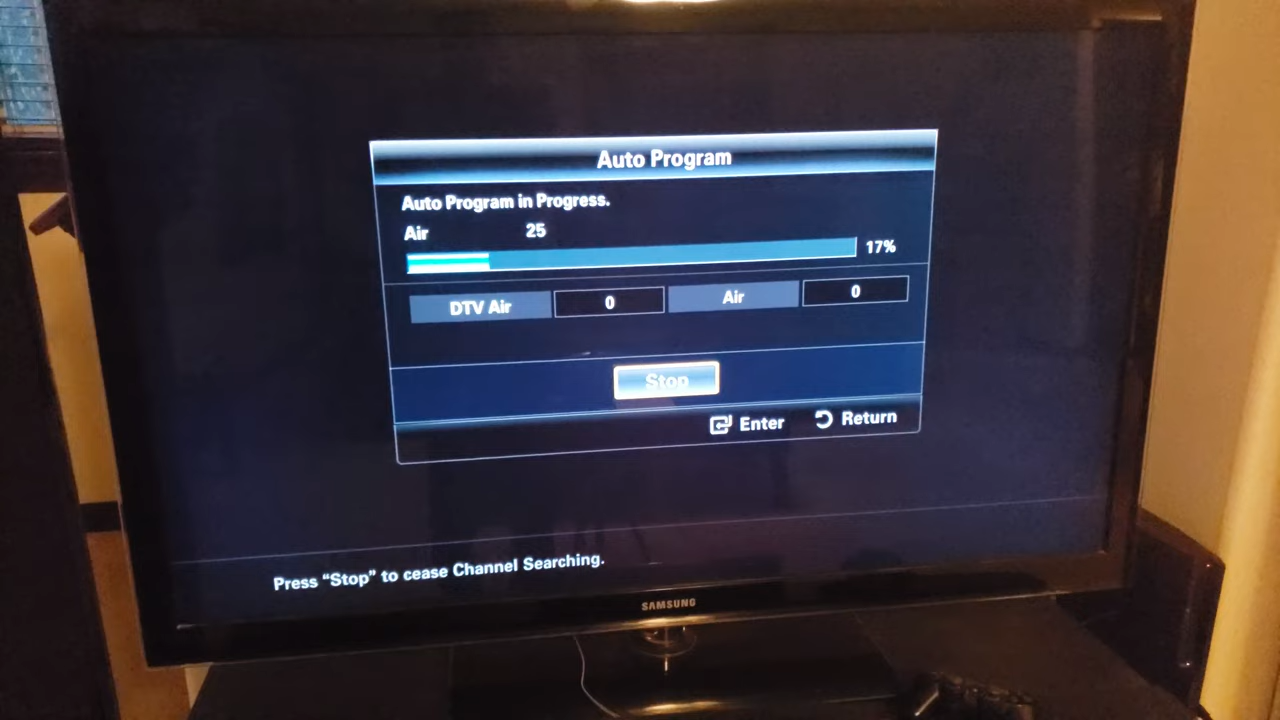 Auto Program
Auto Program in Progress.
Air 25
17%
DTV Air 0 Air 0
Stop
Enter Return
Press “Stop” to cease Channel Searching.
SAMSUNG